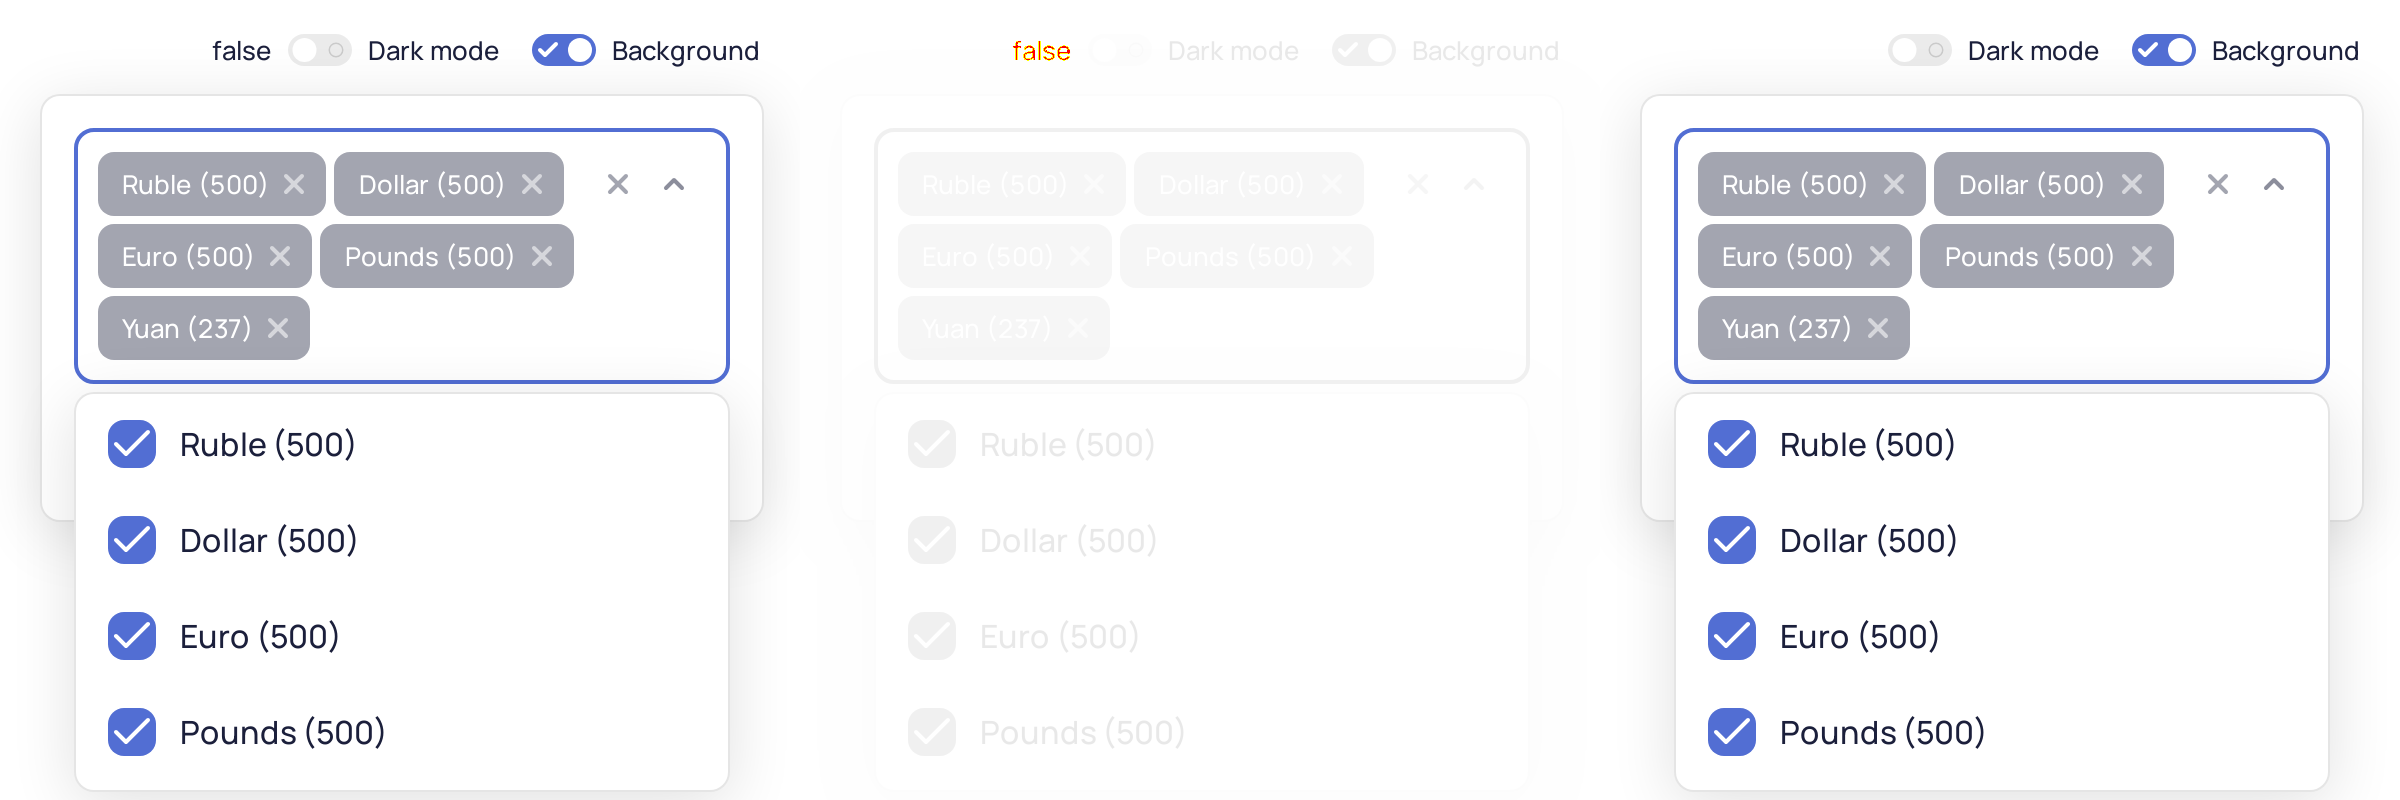 false Dark mode Background
Ruble (500) Dollar (500)
Euro (500) Pounds (500)
Yuan (237)
Ruble (500)
Dollar (500)
Euro (500)
Pounds (500)
false Dark mode Background
Ruble (500) Dollar (500)
Euro (500) Pounds (500)
Yuan (237)
Ruble (500)
Dollar (500)
Euro (500)
Pounds (500)
Dark mode Background
Ruble (500) Dollar (500)
Euro (500) Pounds (500)
Yuan (237)
Ruble (500)
Dollar (500)
Euro (500)
Pounds (500)